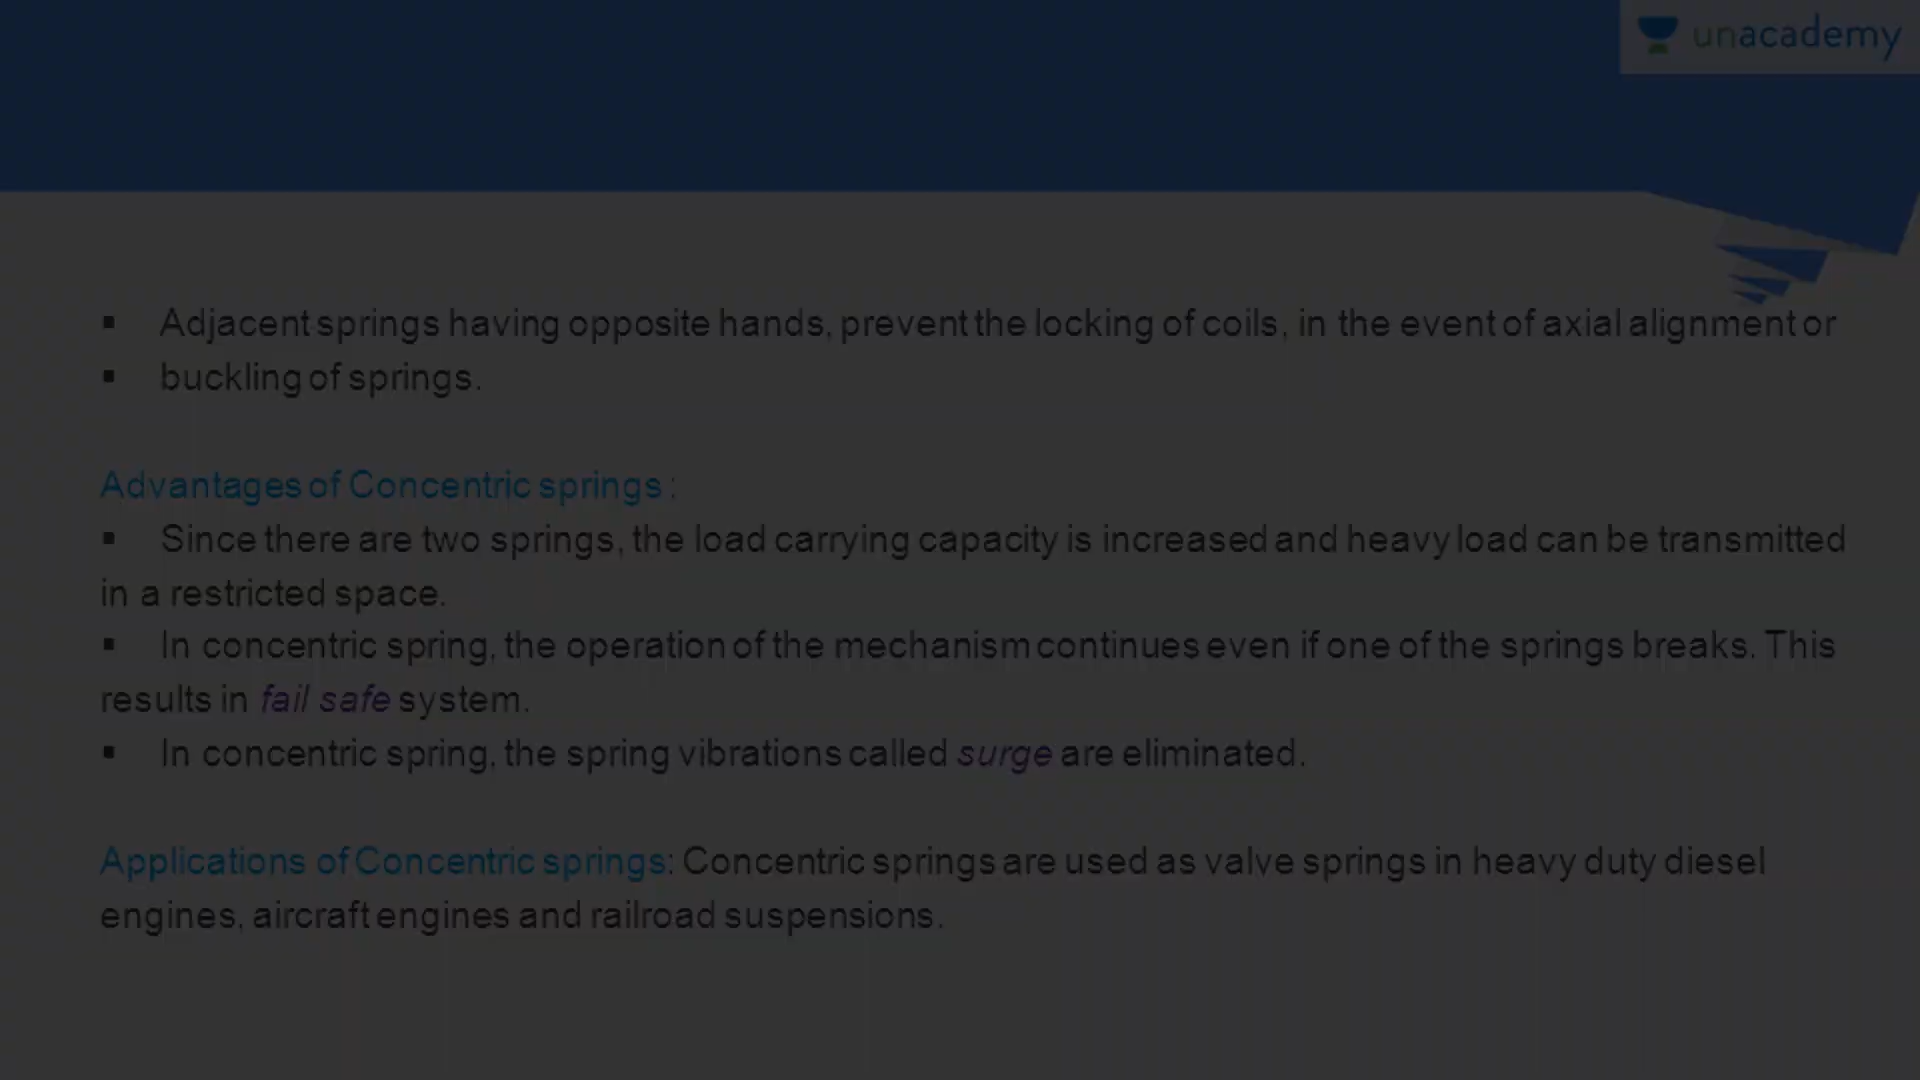 unacademy
▪ Adjacent springs having opposite hands, prevent the locking of coils, in the event of axial alignment or
▪ buckling of springs.
Advantages of Concentric springs :
▪ Since there are two springs, the load carrying capacity is increased and heavy load can be transmitted
in a restricted space.
▪ In concentric spring, the operation of the mechanism continues even if one of the springs breaks. This
results in fail safe system.
▪ In concentric spring, the spring vibrations called surge are eliminated.
Applications of Concentric springs: Concentric springs are used as valve springs in heavy duty diesel
engines, aircraft engines and railroad suspensions.